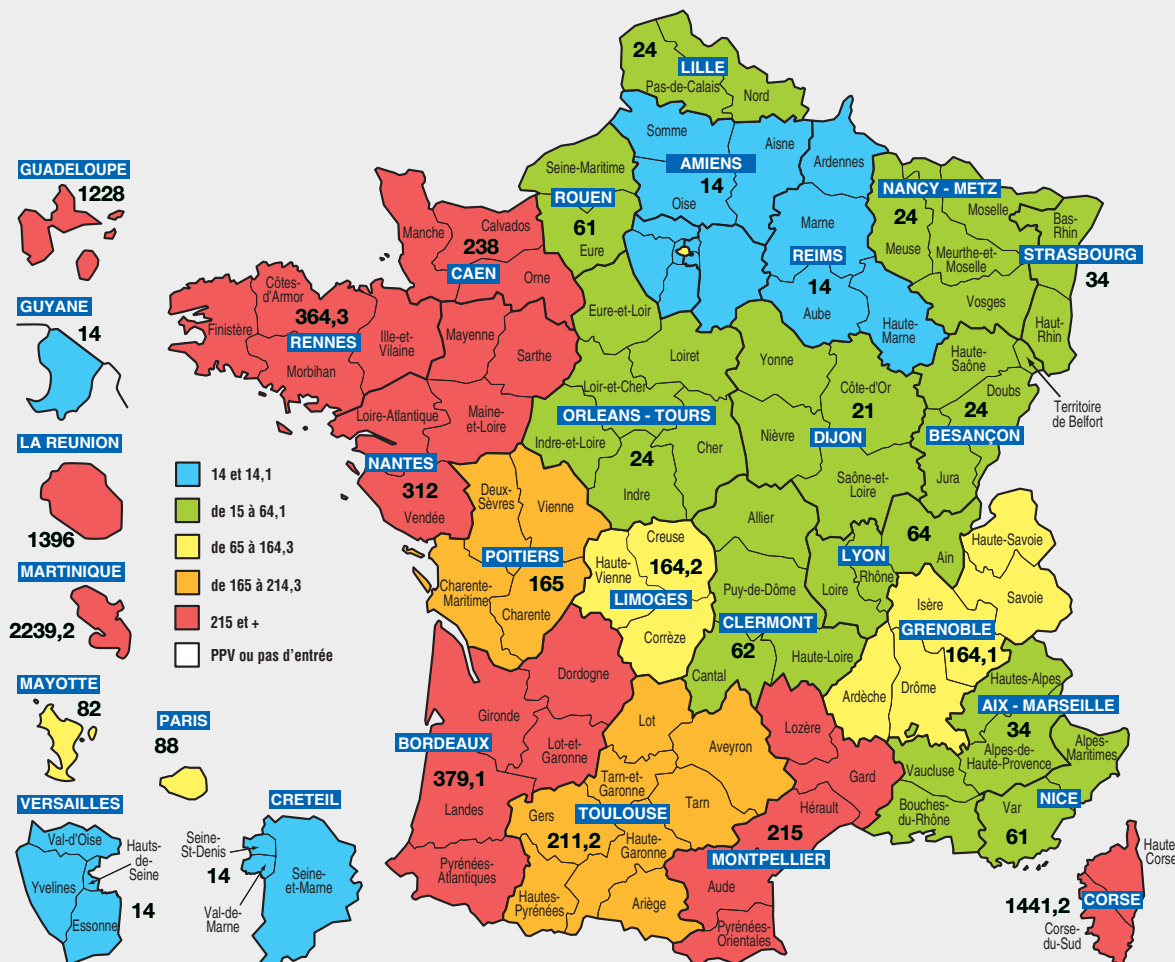 24
LILLE
Pas-de-Calais
Nord
Somme
Aisne
Ardennes
AMIENS
14
Oise
Seine-Maritime
ROUEN
61
Eure
NANCY - METZ
24
Moselle
Bas-
Rhin
Meuse
Meurthe-et-
Moselle
STRASBOURG
34
Vosges
Haut-
Rhin
Marne
REIMS
14
Aube
Haute-
Marne
GUADELOUPE
1228
GUYANE
14
LA REUNION
1396
MARTINIQUE
2239,2
MAYOTTE
82
PARIS
88
Manche
Calvados
238
CAEN
Orne
Côtes-
d'Armor
364,3
Finistère
RENNES
Ille-et-
Vilaine
Morbihan
Mayenne
Sarthe
Loire-Atlantique
Maine-
et-Loire
NANTES
312
Vendée
Eure-et-Loir
Loiret
Loir-et-Cher
ORLEANS - TOURS
Indre-et-Loire
24
Cher
Indre
Yonne
Côte-d'Or
21
Nièvre
DIJON
Saône-et-
Loire
Haute-
Saône
Doubs
24
BESANÇON
Jura
Territoire
de Belfort
14 et 14,1
de 15 à 64,1
de 65 à 164,3
de 165 à 214,3
215 et +
PPV ou pas d'entrée
Deux-
Sèvres
Vienne
POITIERS
165
Charente-
Maritime
Charente
Creuse
164,2
Haute-
Vienne
LIMOGES
Corrèze
Allier
Puy-de-Dôme
CLERMONT
62
Haute-Loire
Cantal
LYON
64
Ain
Rhône
Loire
Haute-Savoie
Savoie
Isère
GRENOBLE
164,1
Ardèche
Drôme
Hautes-Alpes
AIX - MARSEILLE
34
Alpes-de-
Haute-Provence
Vaucluse
Bouches-
du-Rhône
Alpes-
Maritimes
NICE
Var
61
Dordogne
Gironde
BORDEAUX
379,1
Lot-et-
Garonne
Landes
Pyrénées-
Atlantiques
Lot
Aveyron
Tarn-et-
Garonne
Tarn
Gers
TOULOUSE
211,2
Haute-
Garonne
Hautes-
Pyrénées
Ariège
Lozère
Gard
Hérault
215
MONTPELLIER
Aude
Pyrénées-
Orientales
Haute
Corse
1441,2
CORSE
Corse-
du-Sud
VERSAILLES
Val-d'Oise
Hauts-
de-
Seine
Yvelines
14
Essonne
CRETEIL
Seine-
St-Denis
14
Seine-
et-Marne
Val-de-
Marne